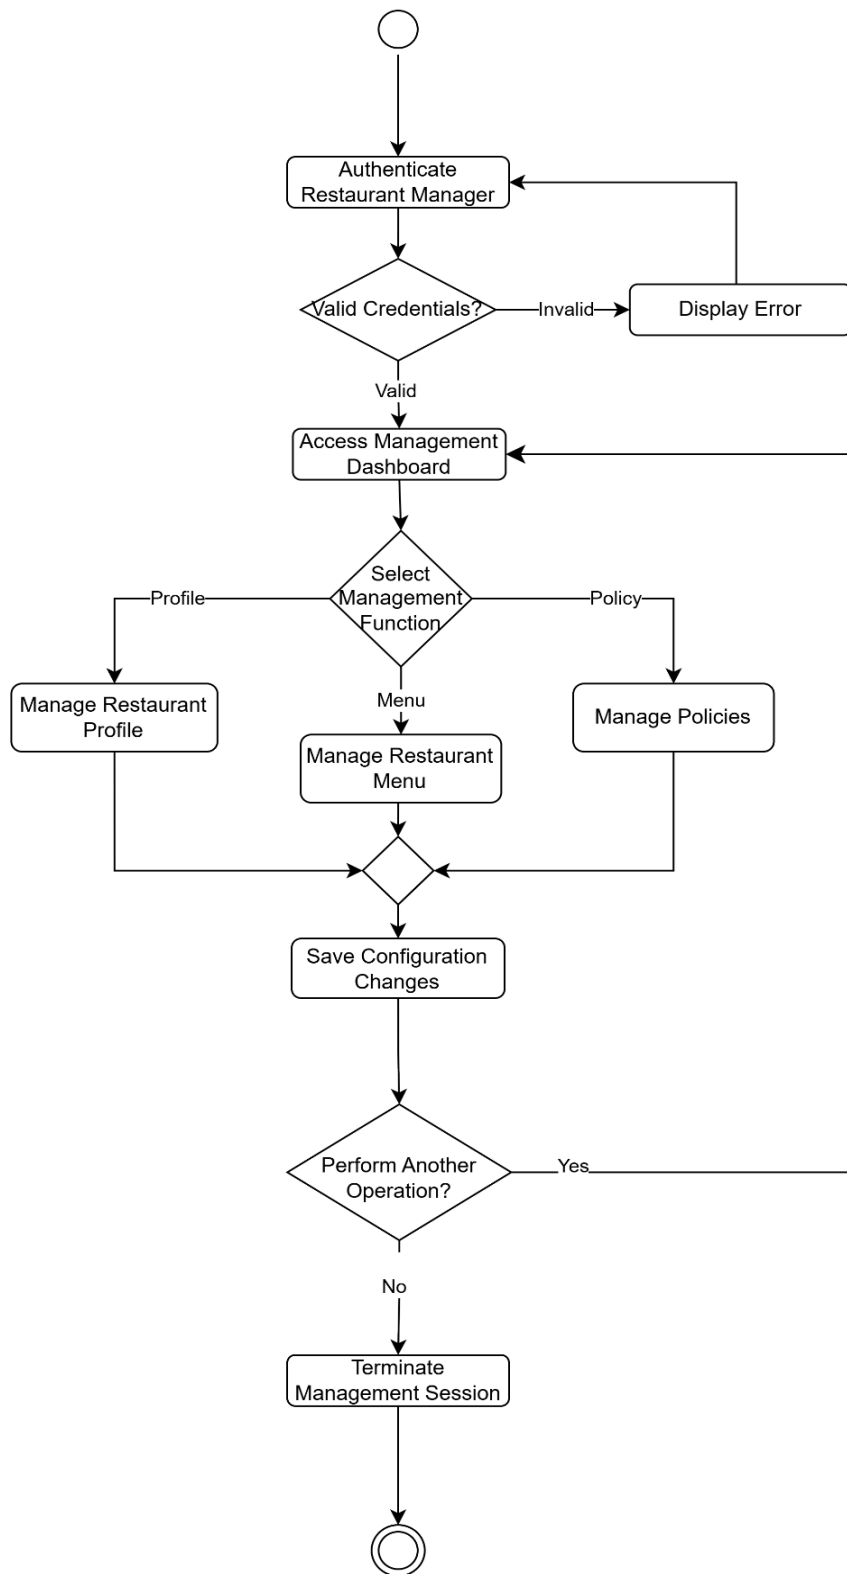 Authenticate
Restaurant Manager
Valid Credentials?
Invalid
Display Error
Valid
Access Management
Dashboard
Select
Management
Function
Profile
Policy
Manage Restaurant
Profile
Menu
Manage Policies
Manage Restaurant
Menu
Save Configuration
Changes
Perform Another
Operation?
Yes
No
Terminate
Management Session